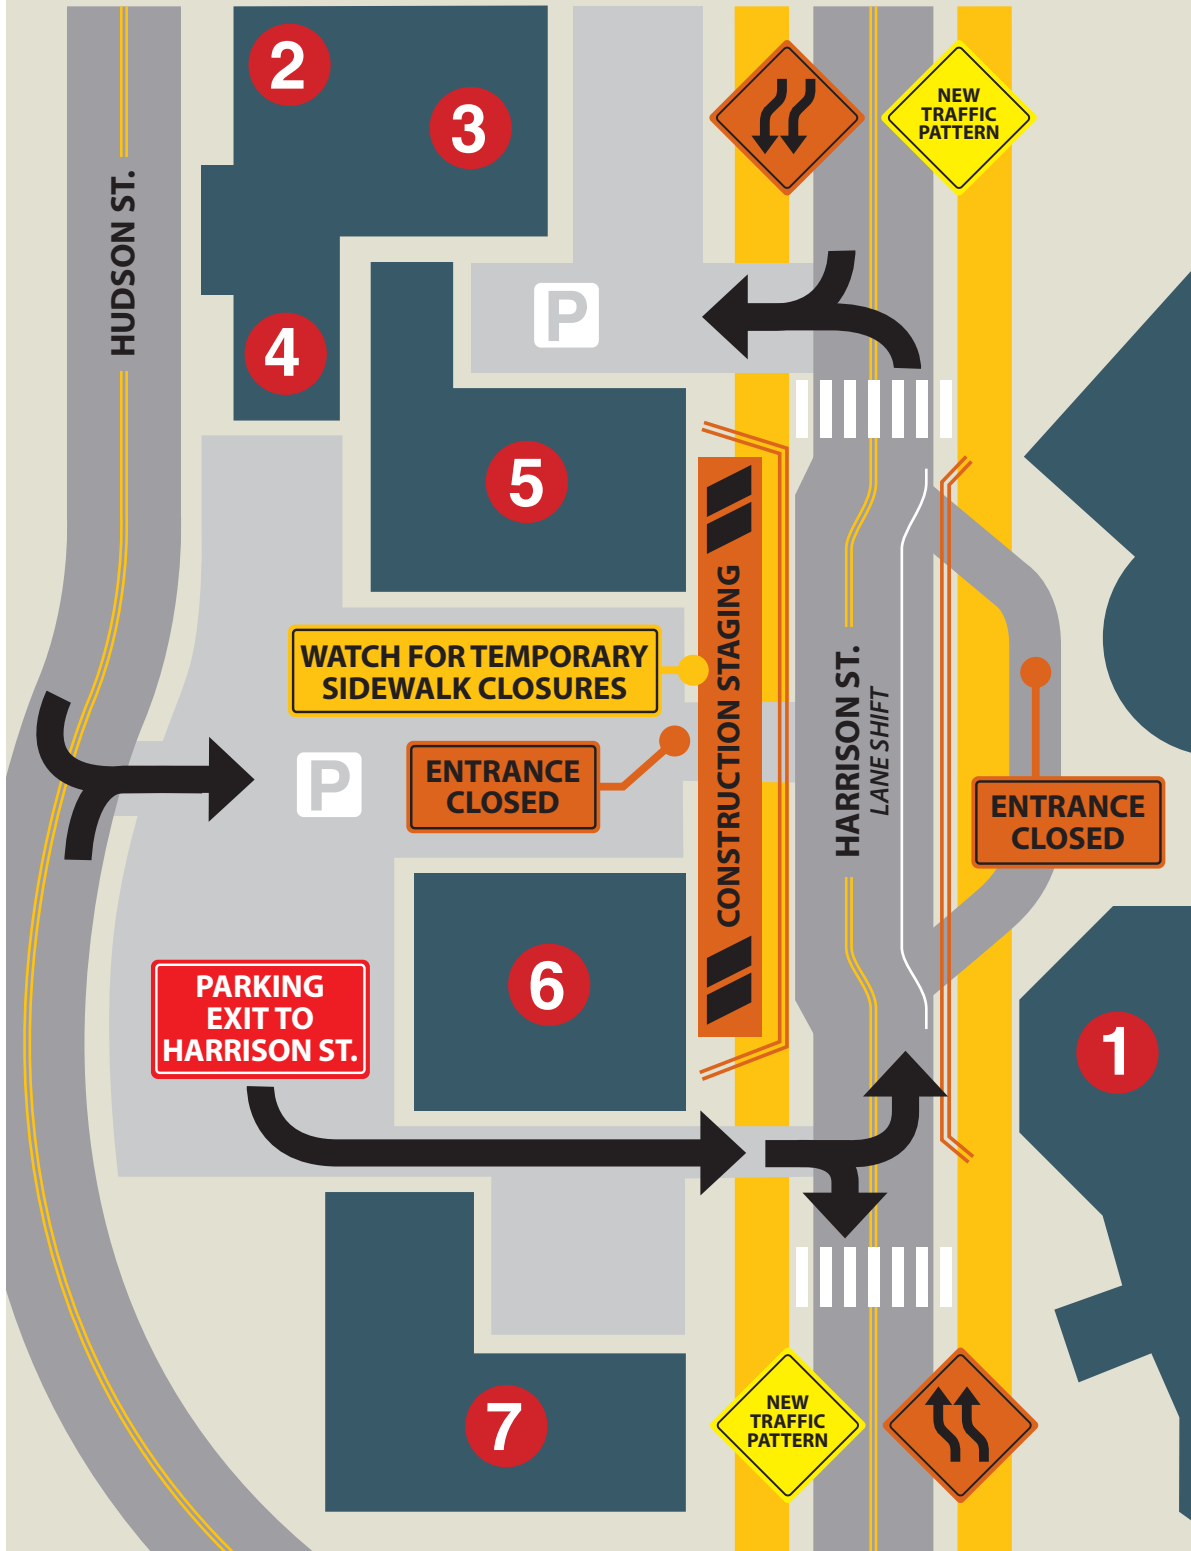 2
3
NEW
TRAFFIC
PATTERN
HUDSON ST.
P
4
5
WATCH FOR TEMPORARY
SIDEWALK CLOSURES
CONSTRUCTION STAGING
HARRISON ST.
LANE SHIFT
ENTRANCE
CLOSED
P
ENTRANCE
CLOSED
6
PARKING
EXIT TO
HARRISON ST.
1
7
NEW
TRAFFIC
PATTERN